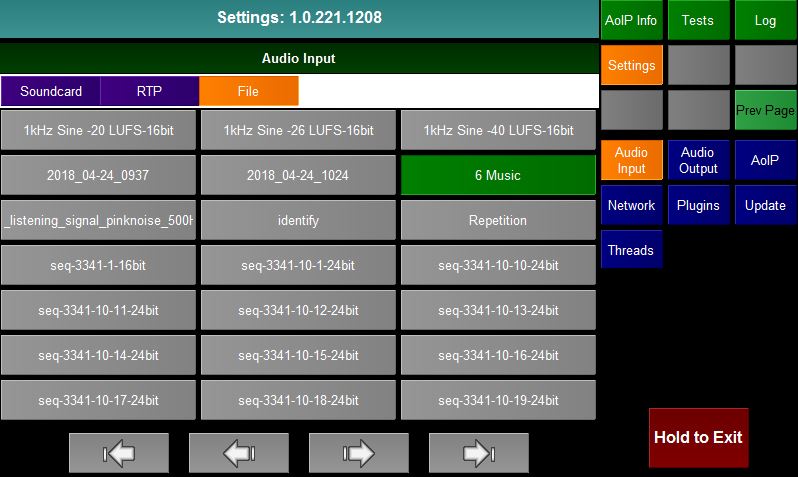 Settings: 1.0.221.1208
AoIP Info
Tests
Log
Audio Input
Settings
Soundcard
RTP
File
Prev Page
1kHz Sine -20 LUFS-16bit
1kHz Sine -26 LUFS-16bit
1kHz Sine -40 LUFS-16bit
2018_04-24_0937
2018_04-24_1024
6 Music
Audio
Input
Audio
Output
AoIP
_listening_signal_pinknoise_500H
identify
Repetition
Network
Plugins
Update
seq-3341-1-16bit
seq-3341-10-1-24bit
seq-3341-10-10-24bit
Threads
seq-3341-10-11-24bit
seq-3341-10-12-24bit
seq-3341-10-13-24bit
seq-3341-10-14-24bit
seq-3341-10-15-24bit
seq-3341-10-16-24bit
seq-3341-10-17-24bit
seq-3341-10-18-24bit
seq-3341-10-19-24bit
Hold to Exit